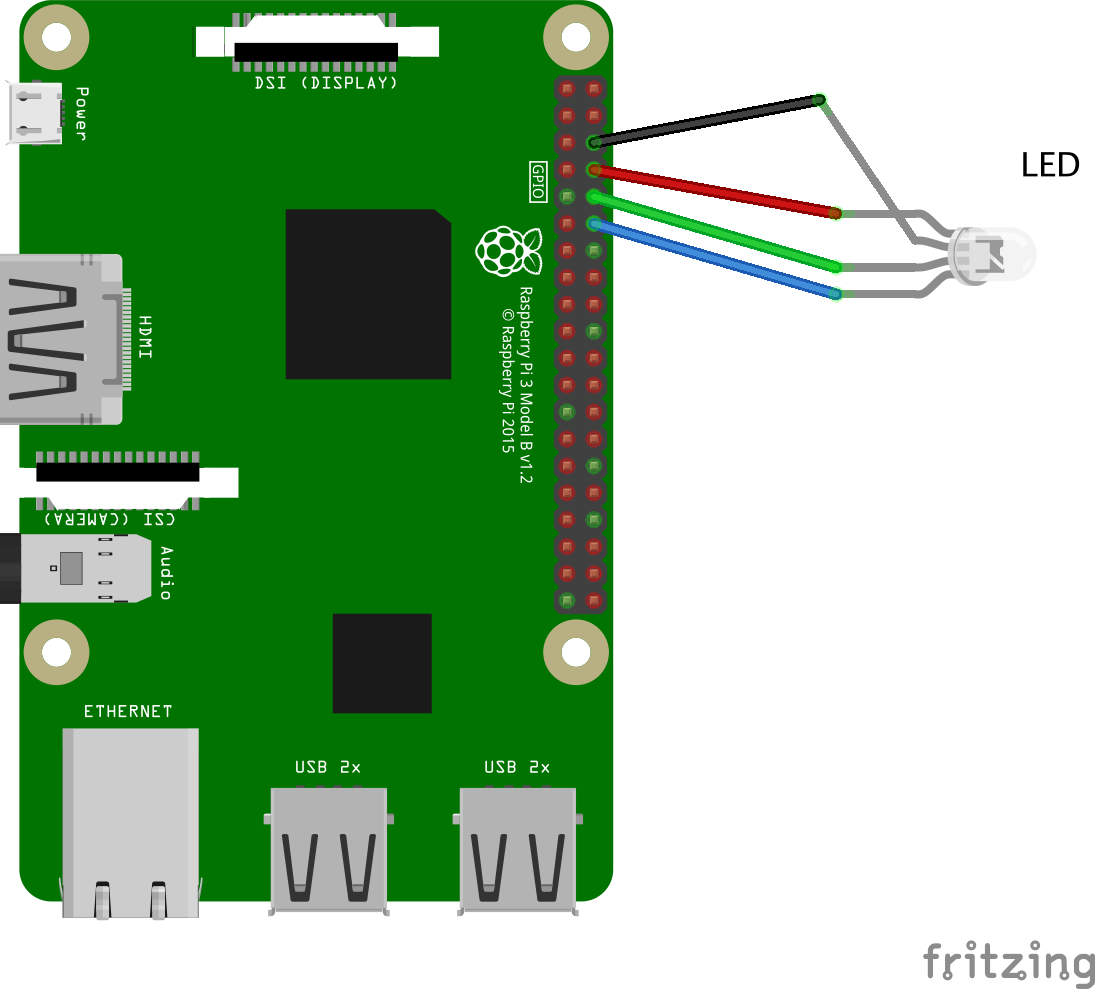 DSI (DISPLAY)
Power
LED
GPIO
Raspberry Pi 3 Model B v1.2
© Raspberry Pi 2015
HDMI
CSI (CAMERA)
Audio
ETHERNET
USB 2x
USB 2x
fritzing